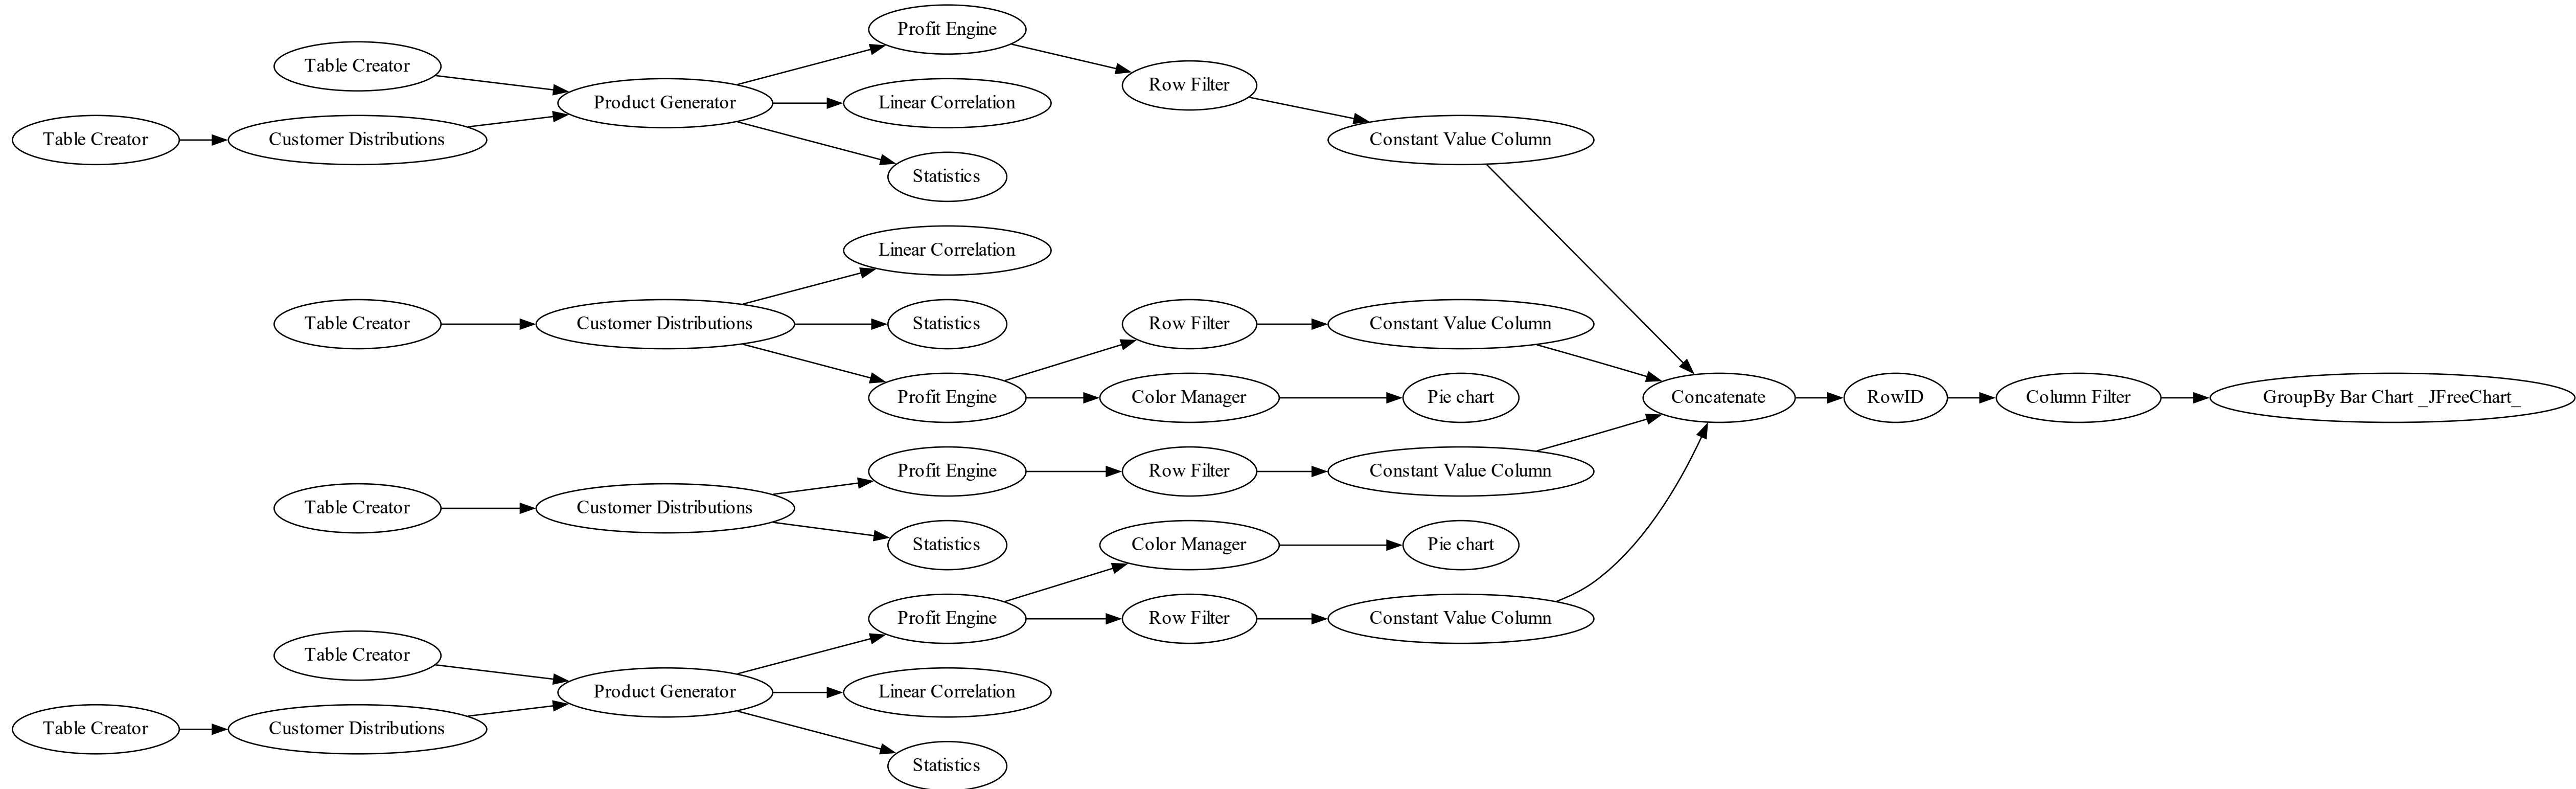 Profit Engine
Table Creator
Row Filter
Product Generator
Linear Correlation
Table Creator
Customer Distributions
Constant Value Column
Statistics
Linear Correlation
Table Creator
Customer Distributions
Statistics
Row Filter
Constant Value Column
Profit Engine
Color Manager
Pie chart
Concatenate
RowID
Column Filter
GroupBy Bar Chart _JFreeChart_
Profit Engine
Row Filter
Constant Value Column
Table Creator
Customer Distributions
Statistics
Color Manager
Pie chart
Profit Engine
Row Filter
Constant Value Column
Table Creator
Product Generator
Linear Correlation
Table Creator
Customer Distributions
Statistics